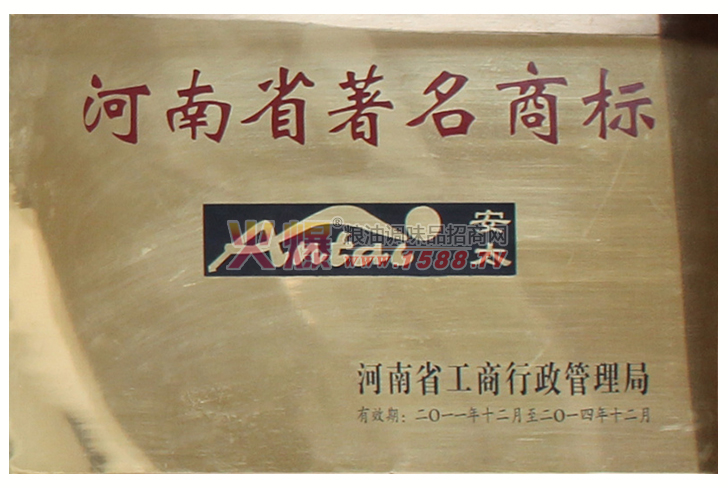 河南省著名商标
火爆®粮油调味品招商网
www.1588.TV
河南省工商行政管理局
有效期：二〇一一年十二月至二〇一四年十二月